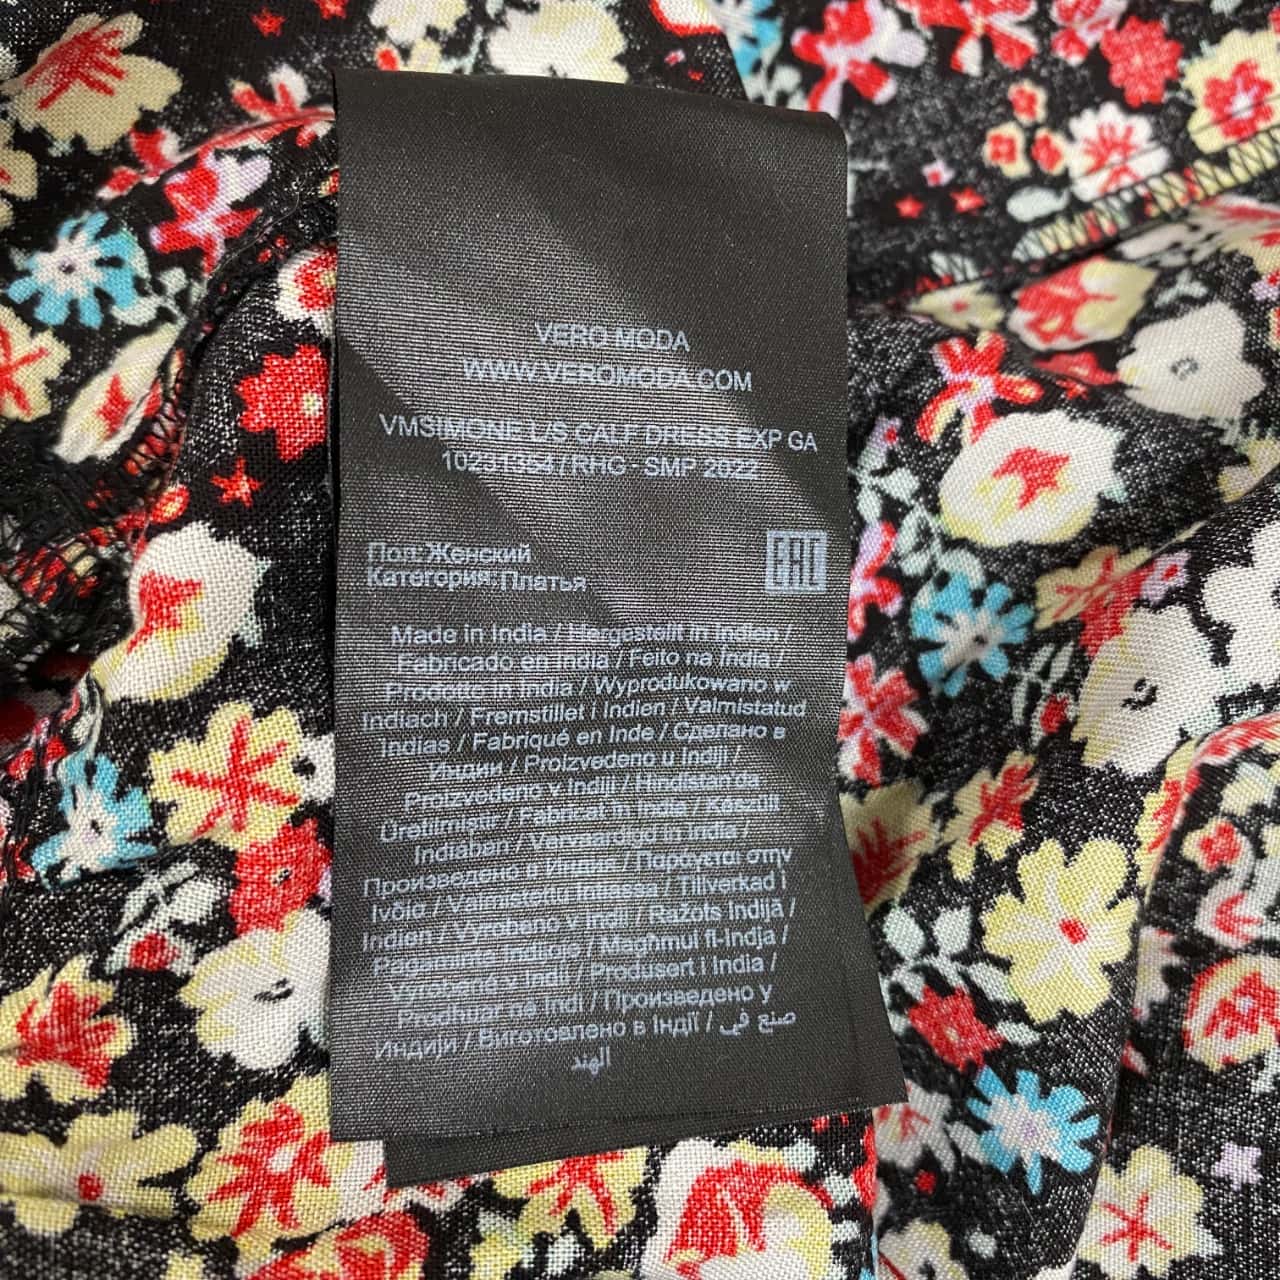 VERO MODA
WWW.VEROMODA.COM
VMSIMONE L/S CALF DRESS EXP GA
/ RHG - SMP 2022
Пол:Женский
Категория:Платья
EAC
Made in India / Hergestellt in Indien /
Fabricado en India / Feito na India /
Prodotto in India / Wyprodukowano w
Indiach / Fremstillet i Indien / Valmistatud
Indias / Fabriqué en Inde / Сделано в
Индии / Proizvedeno u Indiji /
Proizvedeno v Indiji / Hindistan'da
Üretilmiştir / Fabricat în India / Készült
Indiában / Vervaardigd in India /
Произведено в Индия / Παράγεται στην
Ινδία / Valmistettu Intiassa / Tillverkad i
Indien / Vyrobeno v Indii / Ražots Indijā /
Pagaminta Indijoje / Magħmul fl-Indja /
Vyrobené v Indii / Produsert i India /
Prodhuar në Indi / Произведено у
Индији / Виготовлено в Індії / صنع في
الهند